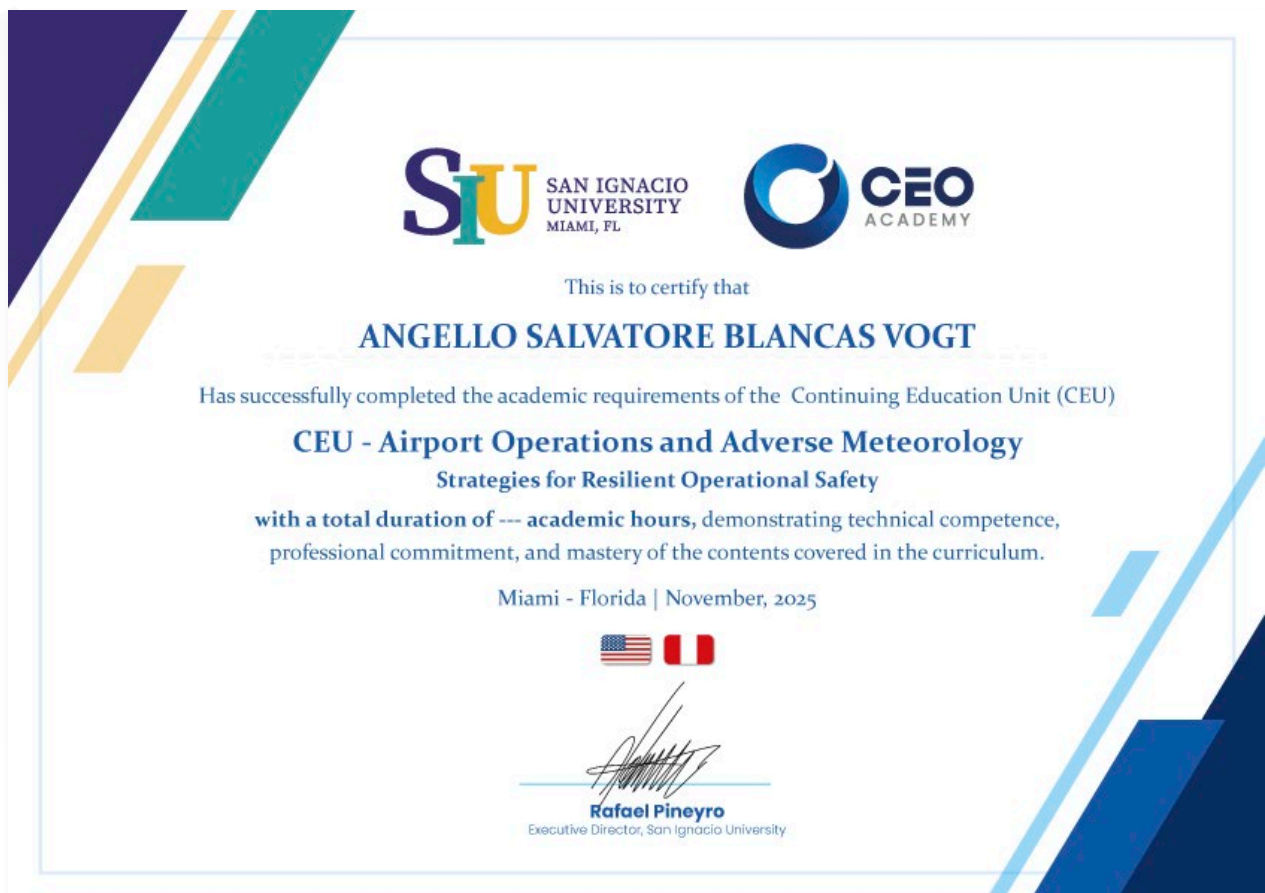 SIU
SAN IGNACIO
UNIVERSITY
MIAMI, FL
CEO
ACADEMY
This is to certify that
ANGELLO SALVATORE BLANCAS VOGT
Has successfully completed the academic requirements of the Continuing Education Unit (CEU)
CEU - Airport Operations and Adverse Meteorology
Strategies for Resilient Operational Safety
with a total duration of --- academic hours, demonstrating technical competence,
professional commitment, and mastery of the contents covered in the curriculum.
Miami - Florida | November, 2025
Rafael Pineyro
Executive Director, San Ignacio University